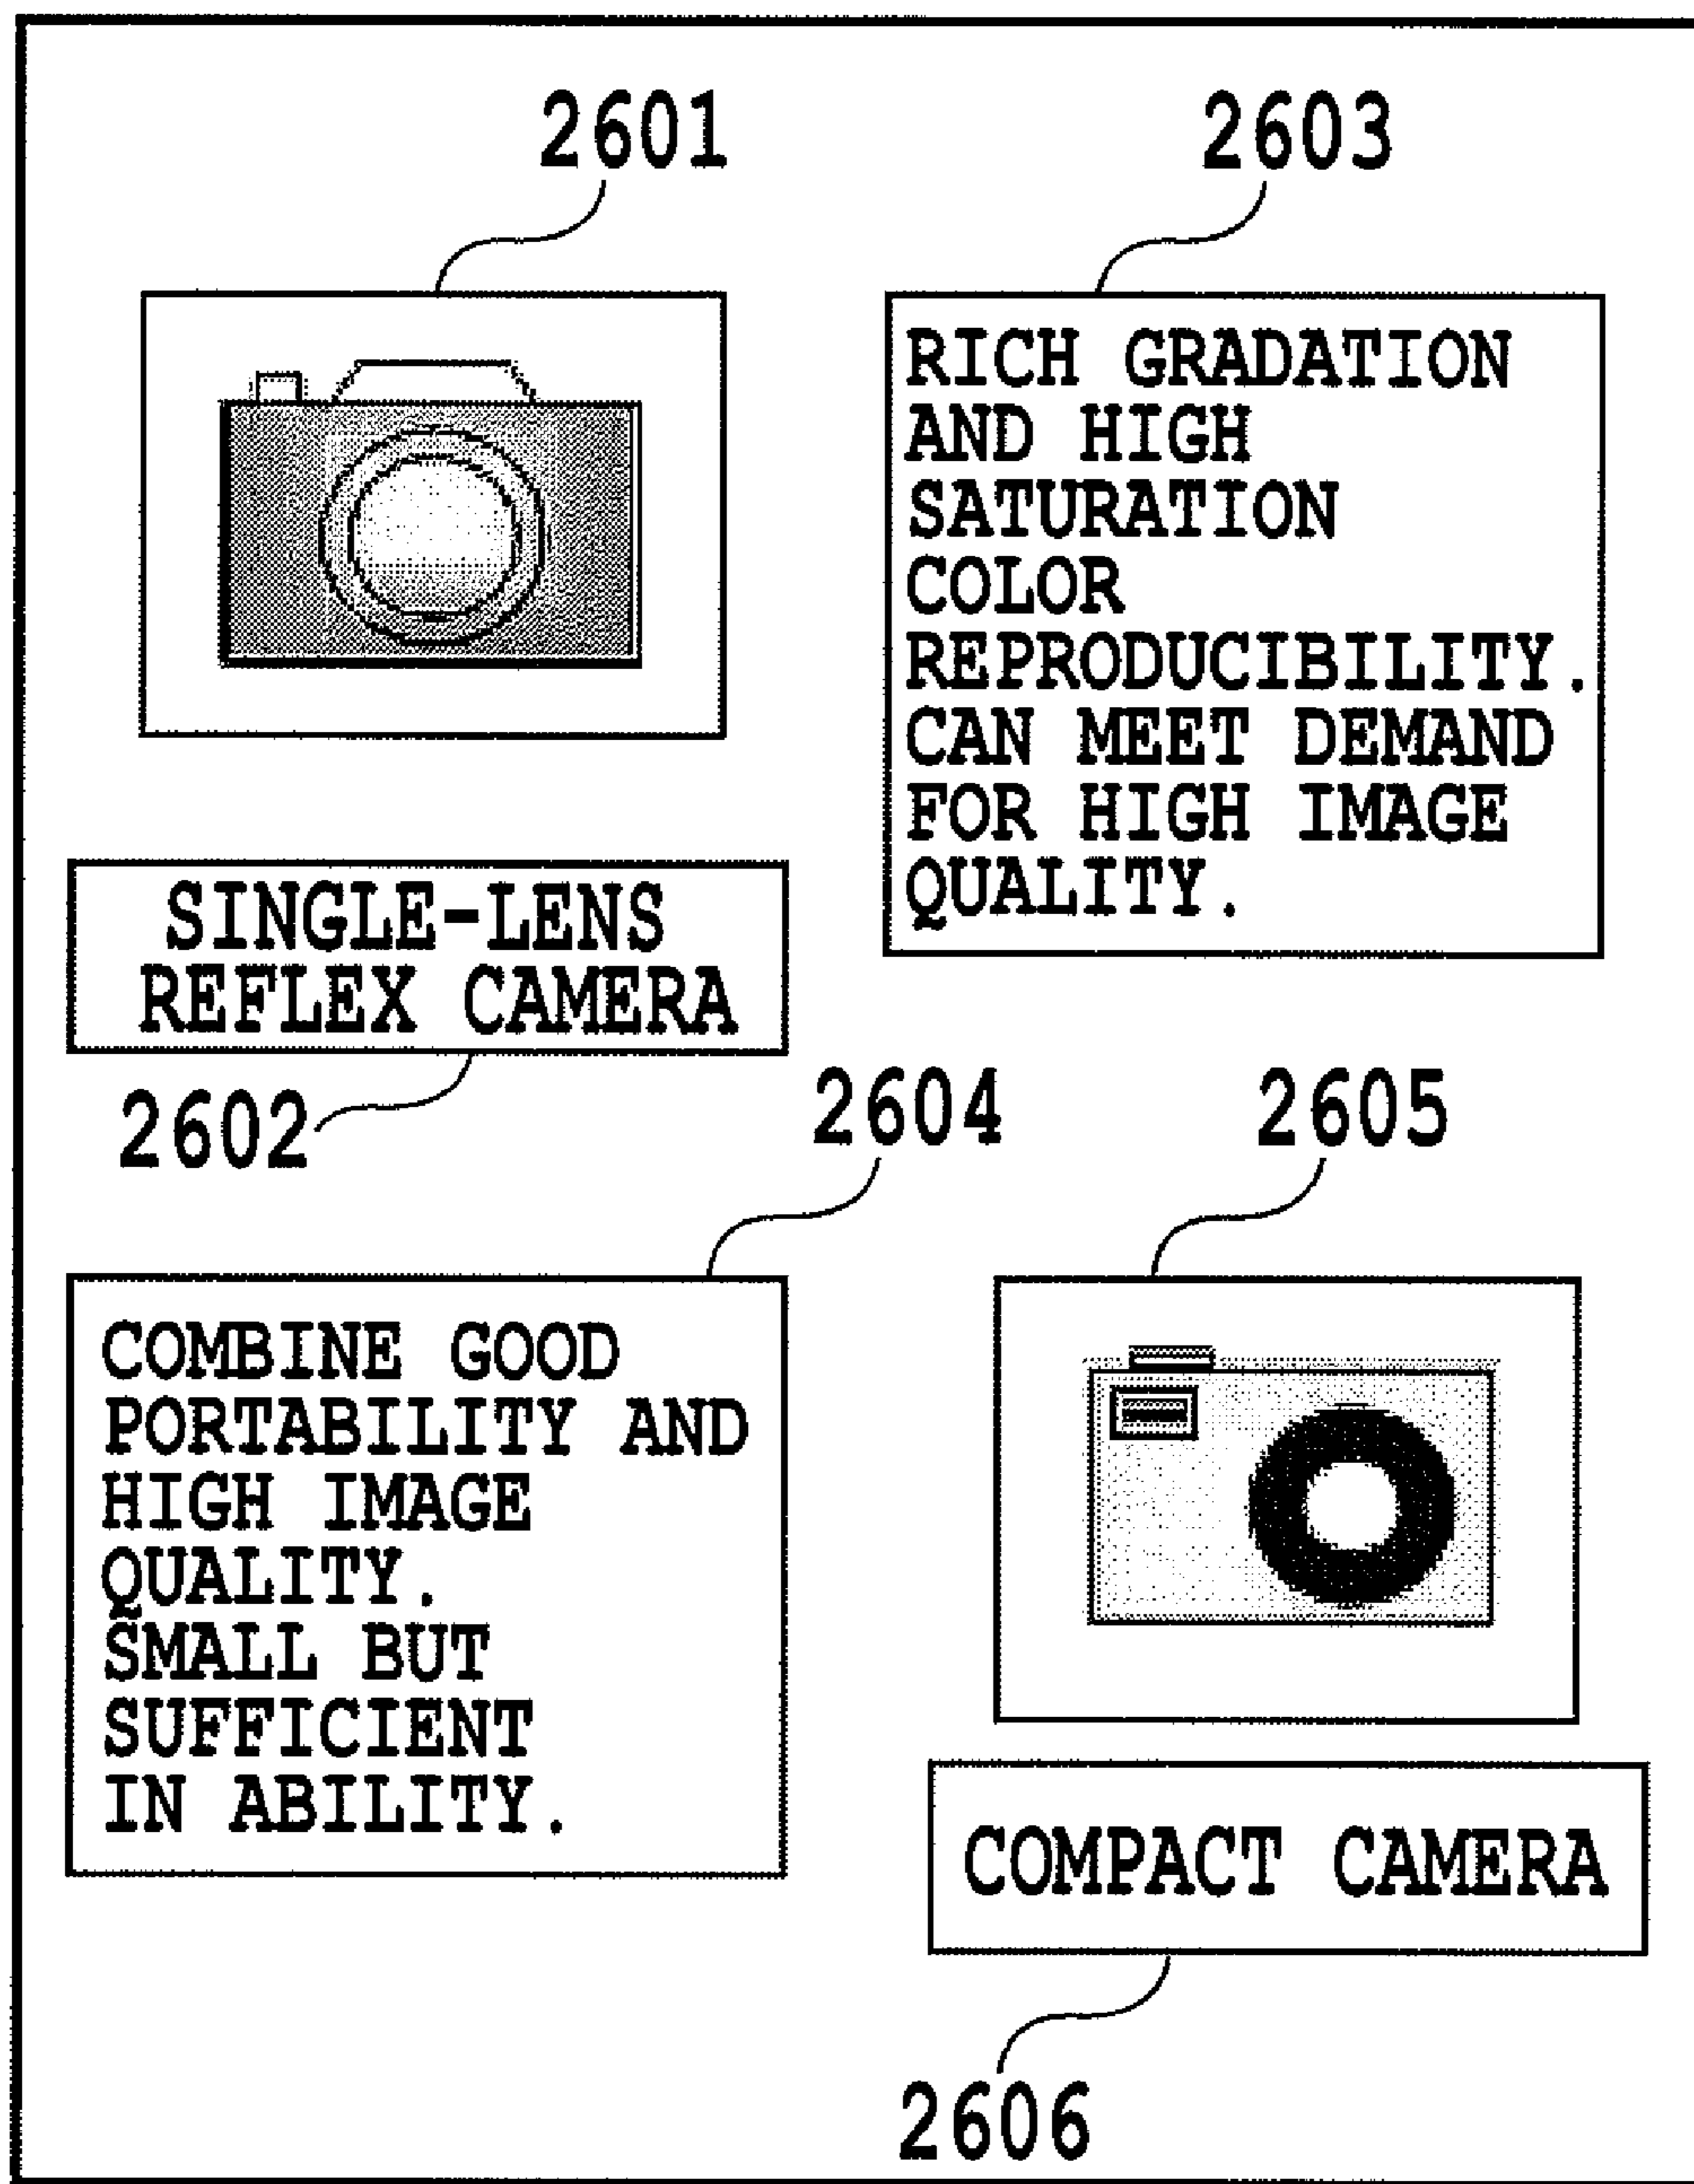 2601
2603
RICH GRADATION
AND HIGH
SATURATION
COLOR
REPRODUCIBILITY.
CAN MEET DEMAND
FOR HIGH IMAGE
QUALITY.
SINGLE-LENS
REFLEX CAMERA
2602
2604
2605
COMBINE GOOD
PORTABILITY AND
HIGH IMAGE
QUALITY.
SMALL BUT
SUFFICIENT
IN ABILITY.
COMPACT CAMERA
2606